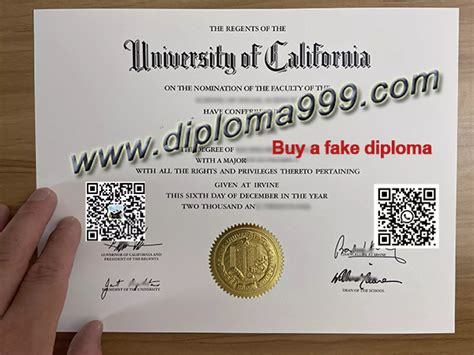 THE REGENTS OF THE
University of California
ON THE NOMINATION OF THE FACULTY OF THE
HAVE CONFE
www.diploma999.com
Buy a fake diploma
DEGREE OF
WITH A MAJOR
WITH ALL THE RIGHTS AND PRIVILEGES THERETO PERTAINING
GIVEN AT IRVINE
THIS SIXTH DAY OF DECEMBER IN THE YEAR
TWO THOUSAND AN
GOVERNOR OF CALIFORNIA AND
PRESIDENT OF THE REGENTS
PRESIDENT OF THE UNIVERSITY
DEAN OF THE SCHOOL